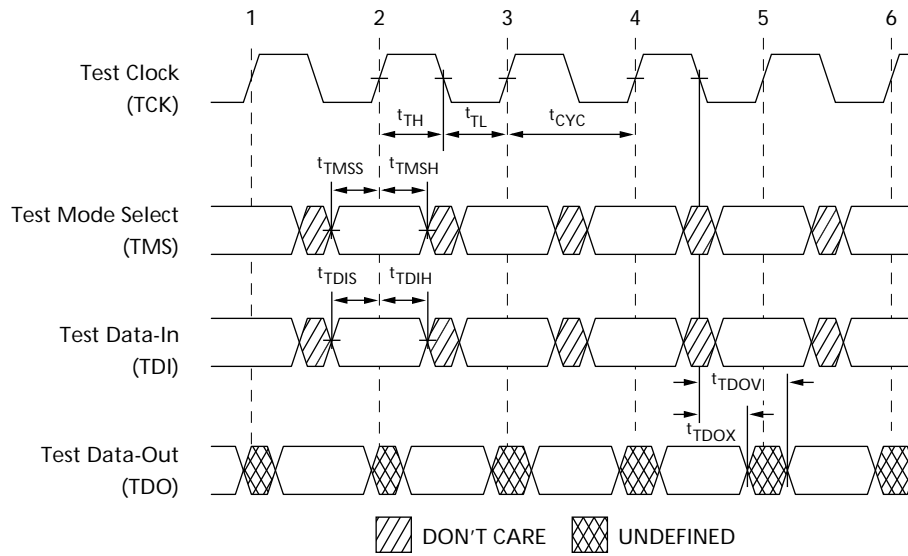 1 2 3 4 5 6
Test Clock
(TCK)
tTH tTL tCYC
tTMSS tTMSH
Test Mode Select
(TMS)
tTDIS tTDIH
Test Data-In
(TDI)
tTDOV
tTDOX
Test Data-Out
(TDO)
DON'T CARE UNDEFINED